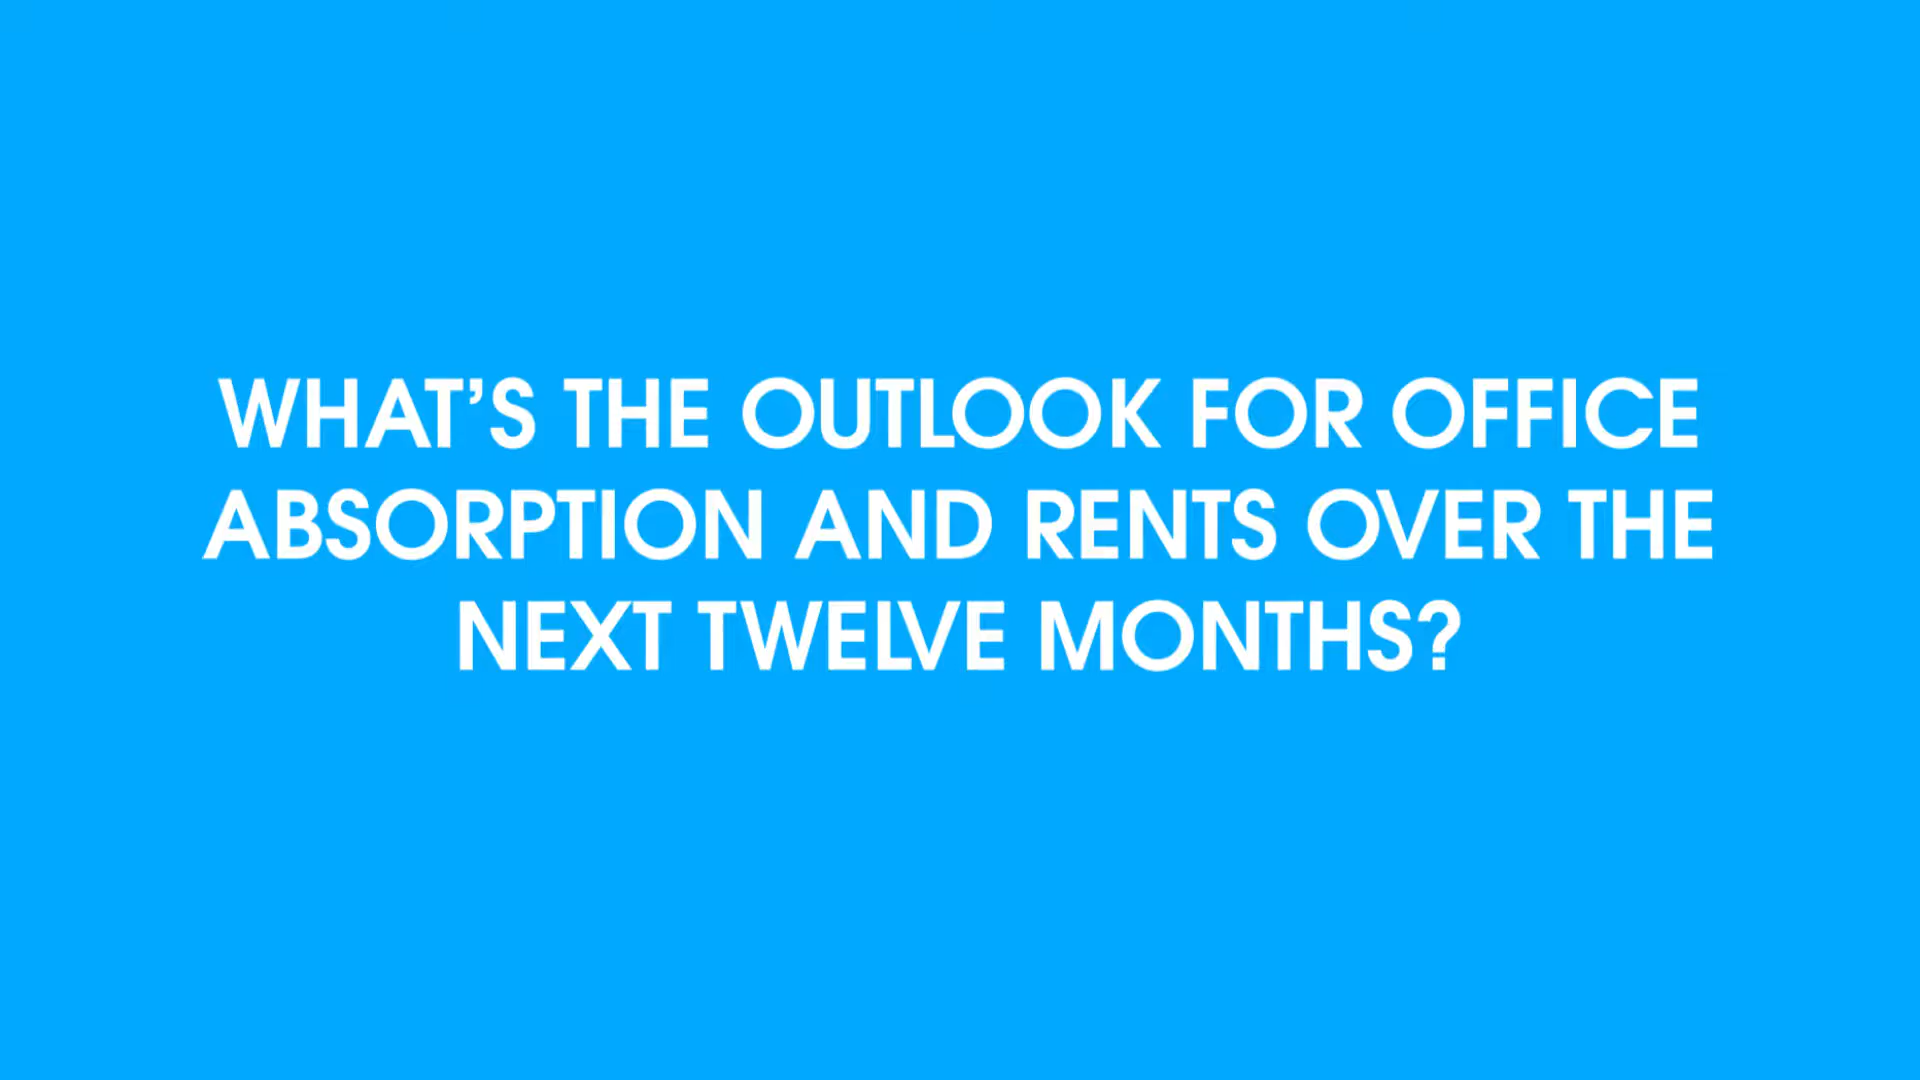 WHAT’S THE OUTLOOK FOR OFFICE
ABSORPTION AND RENTS OVER THE
NEXT TWELVE MONTHS?